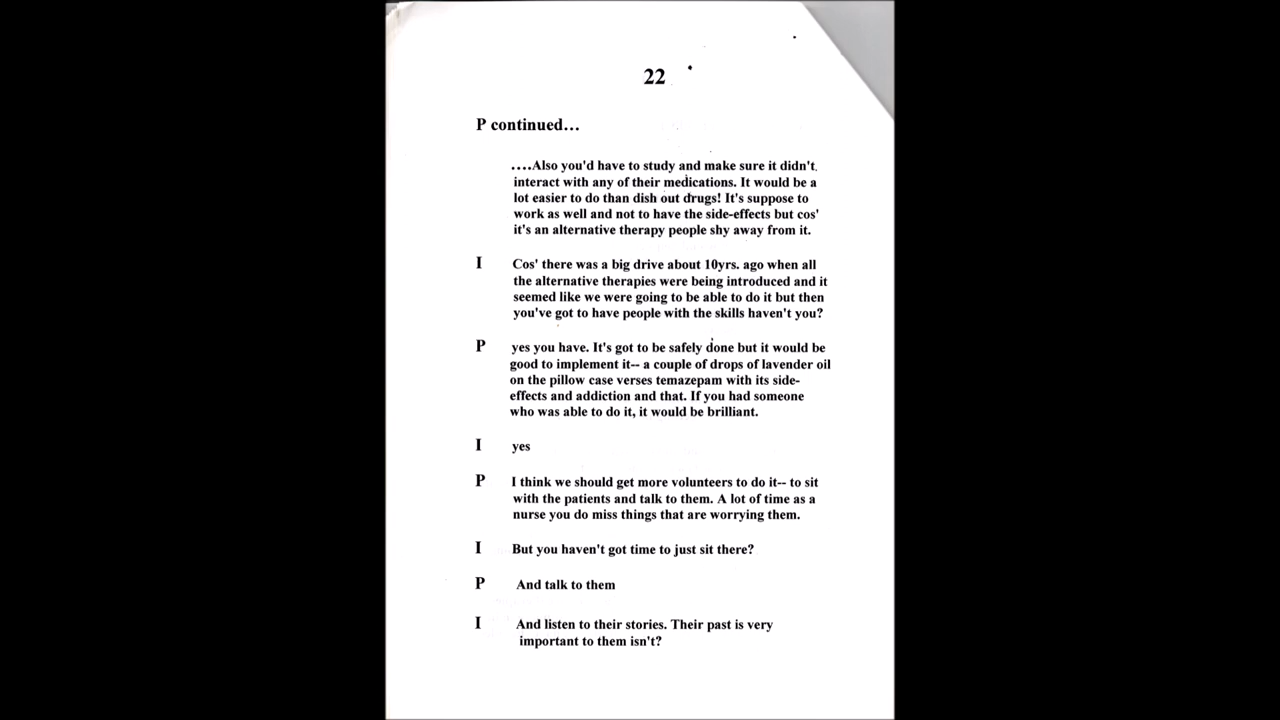 22
P continued...
....Also you'd have to study and make sure it didn't
interact with any of their medications. It would be a
lot easier to do than dish out drugs! It's suppose to
work as well and not to have the side-effects but cos'
it's an alternative therapy people shy away from it.
I Cos' there was a big drive about 10yrs. ago when all
the alternative therapies were being introduced and it
seemed like we were going to be able to do it but then
you've got to have people with the skills haven't you?
P yes you have. It's got to be safely done but it would be
good to implement it-- a couple of drops of lavender oil
on the pillow case verses temazepam with its side-
effects and addiction and that. If you had someone
who was able to do it, it would be brilliant.
I yes
P I think we should get more volunteers to do it-- to sit
with the patients and talk to them. A lot of time as a
nurse you do miss things that are worrying them.
I But you haven't got time to just sit there?
P And talk to them
I And listen to their stories. Their past is very
important to them isn't?